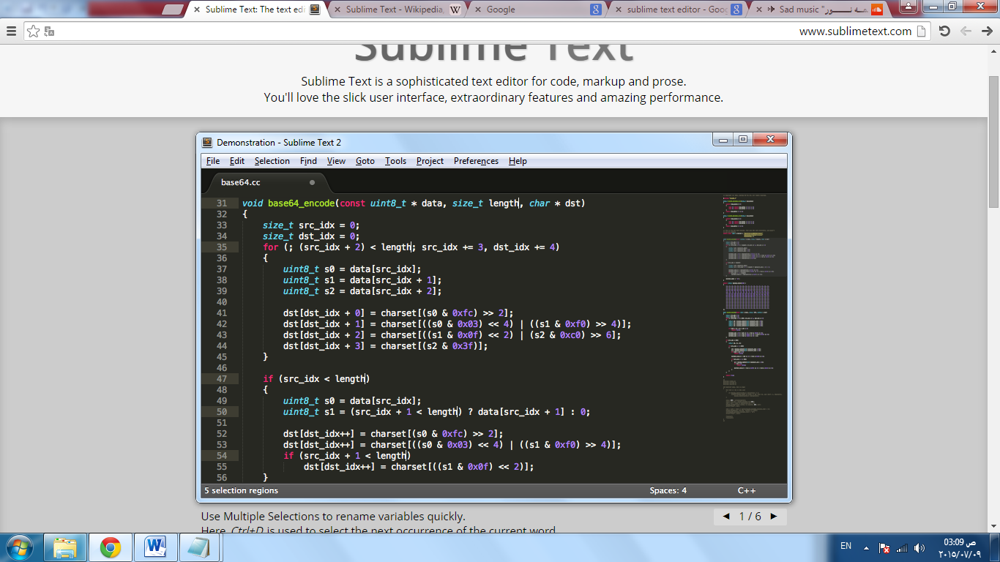 Sublime Text: The text edi
Sublime Text - Wikipedia,
Google
sublime text editor - Goog
Sad music "حــه نـــــور
www.sublimetext.com
Sublime Text
Sublime Text is a sophisticated text editor for code, markup and prose.
You'll love the slick user interface, extraordinary features and amazing performance.
Demonstration - Sublime Text 2
File Edit Selection Find View Goto Tools Project Preferences Help
base64.cc
31 void base64_encode(const uint8_t * data, size_t length, char * dst)
32 {
33     size_t src_idx = 0;
34     size_t dst_idx = 0;
35     for (; (src_idx + 2) < length; src_idx += 3, dst_idx += 4)
36     {
37         uint8_t s0 = data[src_idx];
38         uint8_t s1 = data[src_idx + 1];
39         uint8_t s2 = data[src_idx + 2];
40
41         dst[dst_idx + 0] = charset[(s0 & 0xfc) >> 2];
42         dst[dst_idx + 1] = charset[((s0 & 0x03) << 4) | ((s1 & 0xf0) >> 4)];
43         dst[dst_idx + 2] = charset[((s1 & 0x0f) << 2) | (s2 & 0xc0) >> 6];
44         dst[dst_idx + 3] = charset[(s2 & 0x3f)];
45     }
46
47     if (src_idx < length)
48     {
49         uint8_t s0 = data[src_idx];
50         uint8_t s1 = (src_idx + 1 < length) ? data[src_idx + 1] : 0;
51
52         dst[dst_idx++] = charset[(s0 & 0xfc) >> 2];
53         dst[dst_idx++] = charset[((s0 & 0x03) << 4) | ((s1 & 0xf0) >> 4)];
54         if (src_idx + 1 < length)
55             dst[dst_idx++] = charset[((s1 & 0x0f) << 2)];
56     }
5 selection regions Spaces: 4 C++
Use Multiple Selections to rename variables quickly.
1 / 6
Here, Ctrl+D is used to select the next occurrence of the current word.
EN
03:09 ص
٢٠١٥/٠٧/٠٩